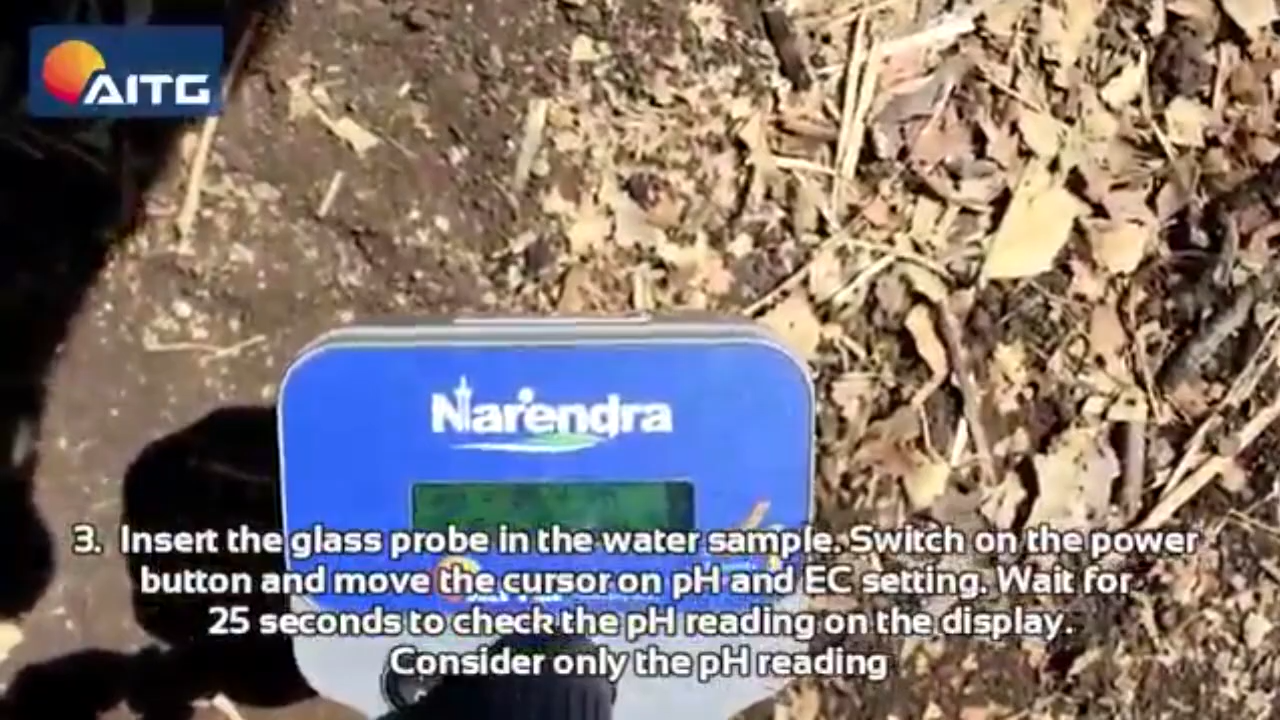 AITG
Narendra
3. Insert the glass probe in the water sample. Switch on the power
button and move the cursor on pH and EC setting. Wait for
25 seconds to check the pH reading on the display.
Consider only the pH reading